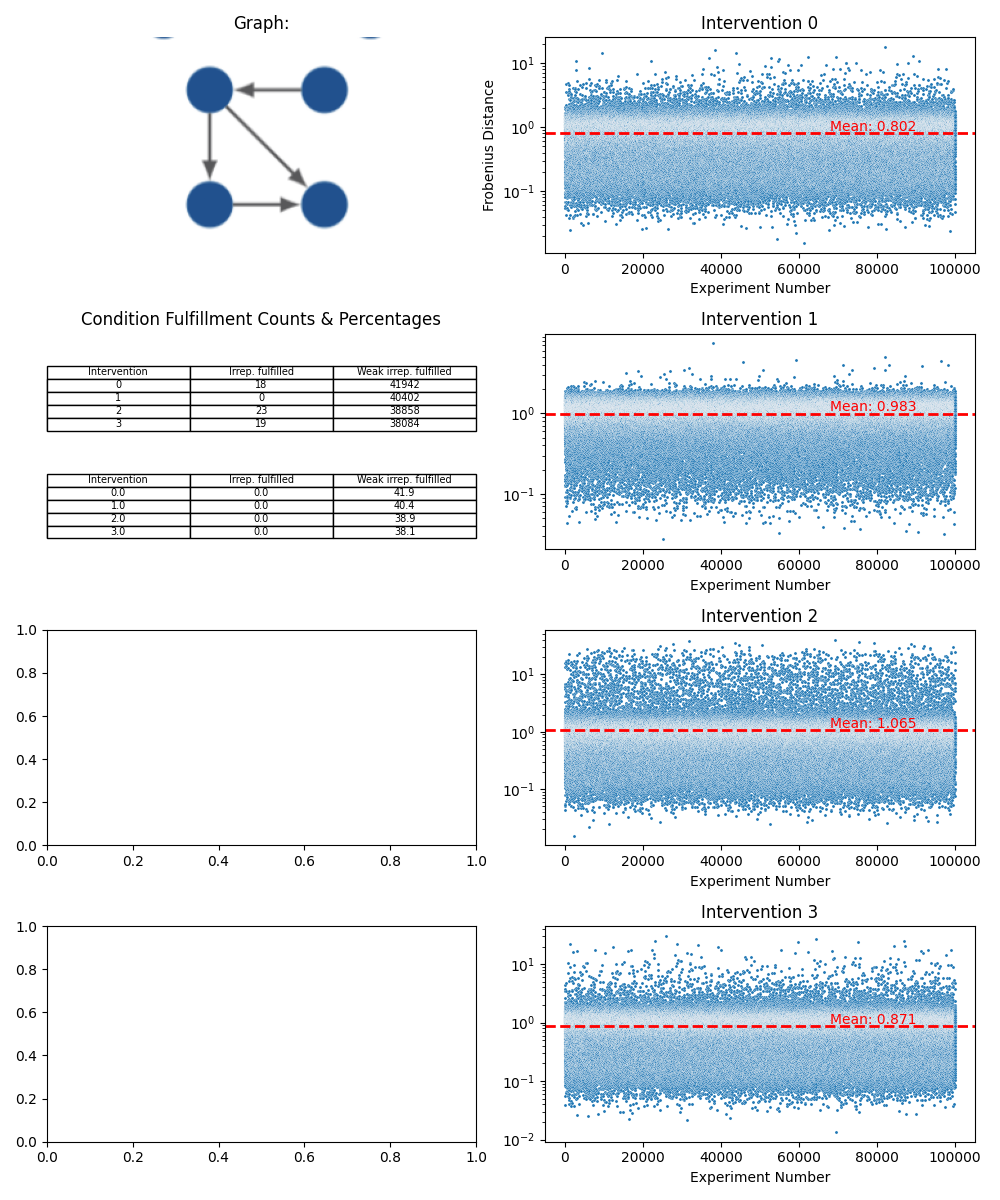 Graph:
Intervention 0
10¹
10⁰
10⁻¹
Frobenius Distance
Mean: 0.802
0 20000 40000 60000 80000 100000
Experiment Number
Condition Fulfillment Counts & Percentages
Intervention Irrep. fulfilled Weak irrep. fulfilled
0 18 41942
1 0 40402
2 23 38858
3 19 38084
Intervention Irrep. fulfilled Weak irrep. fulfilled
0.0 0.0 41.9
1.0 0.0 40.4
2.0 0.0 38.9
3.0 0.0 38.1
Intervention 1
10⁰
10⁻¹
Mean: 0.983
0 20000 40000 60000 80000 100000
Experiment Number
1.0
0.8
0.6
0.4
0.2
0.0
0.0 0.2 0.4 0.6 0.8 1.0
Intervention 2
10¹
10⁰
10⁻¹
Mean: 1.065
0 20000 40000 60000 80000 100000
Experiment Number
1.0
0.8
0.6
0.4
0.2
0.0
0.0 0.2 0.4 0.6 0.8 1.0
Intervention 3
10¹
10⁰
10⁻¹
10⁻²
Mean: 0.871
0 20000 40000 60000 80000 100000
Experiment Number